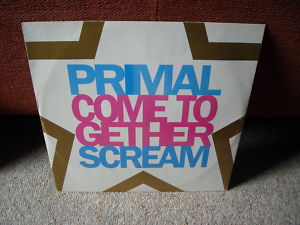 PRIMAL
COME TO
GETHER
SCREAM